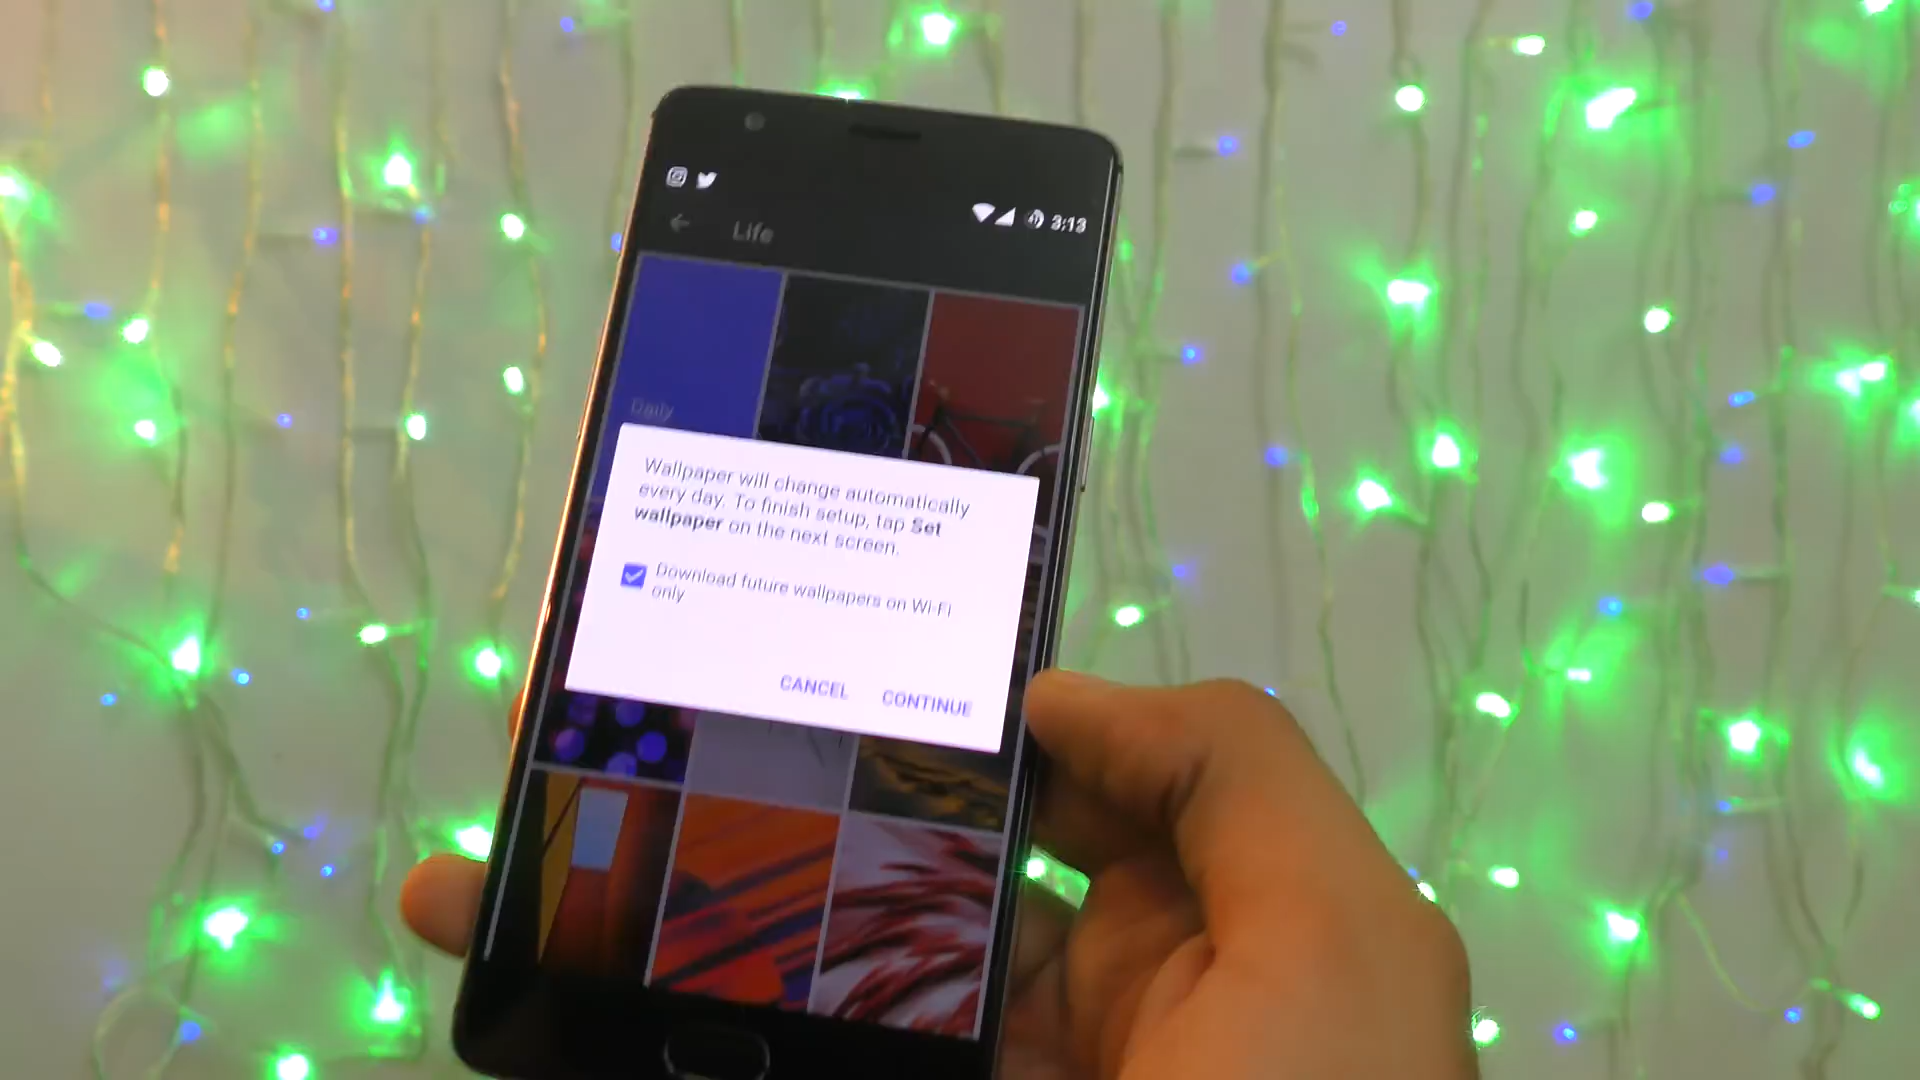 3:13
Life
Daily
Wallpaper will change automatically
every day. To finish setup, tap Set
wallpaper on the next screen.
Download future wallpapers on Wi-Fi
only
CANCEL CONTINUE